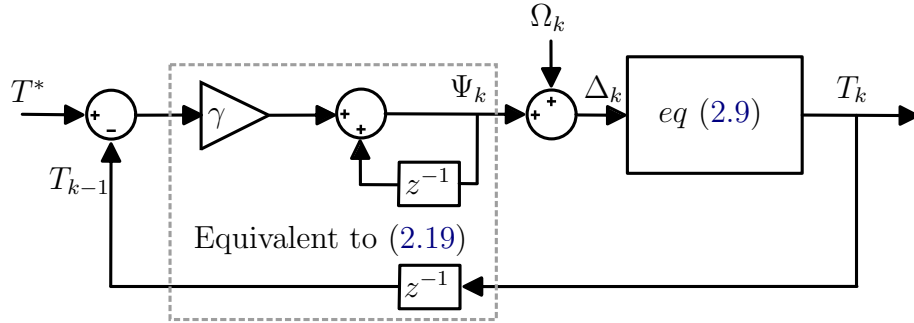 Ω_k
T*
γ
Ψ_k
Δ_k
eq (2.9)
T_k
T_{k−1}
z^{−1}
Equivalent to (2.19)
z^{−1}